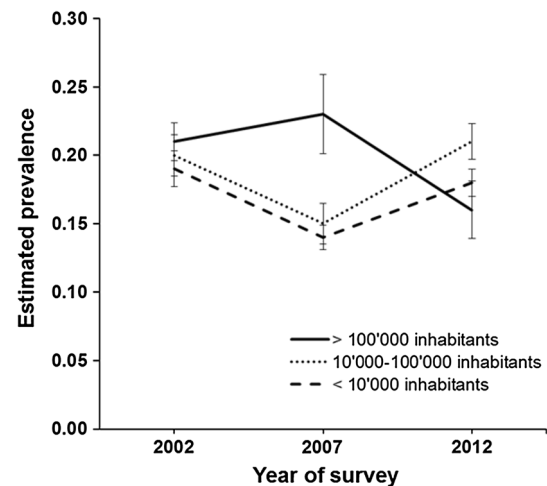 0.30
0.25
0.20
0.15
0.10
0.05
0.00
Estimated prevalence
> 100'000 inhabitants
10'000-100'000 inhabitants
< 10'000 inhabitants
2002 2007 2012
Year of survey